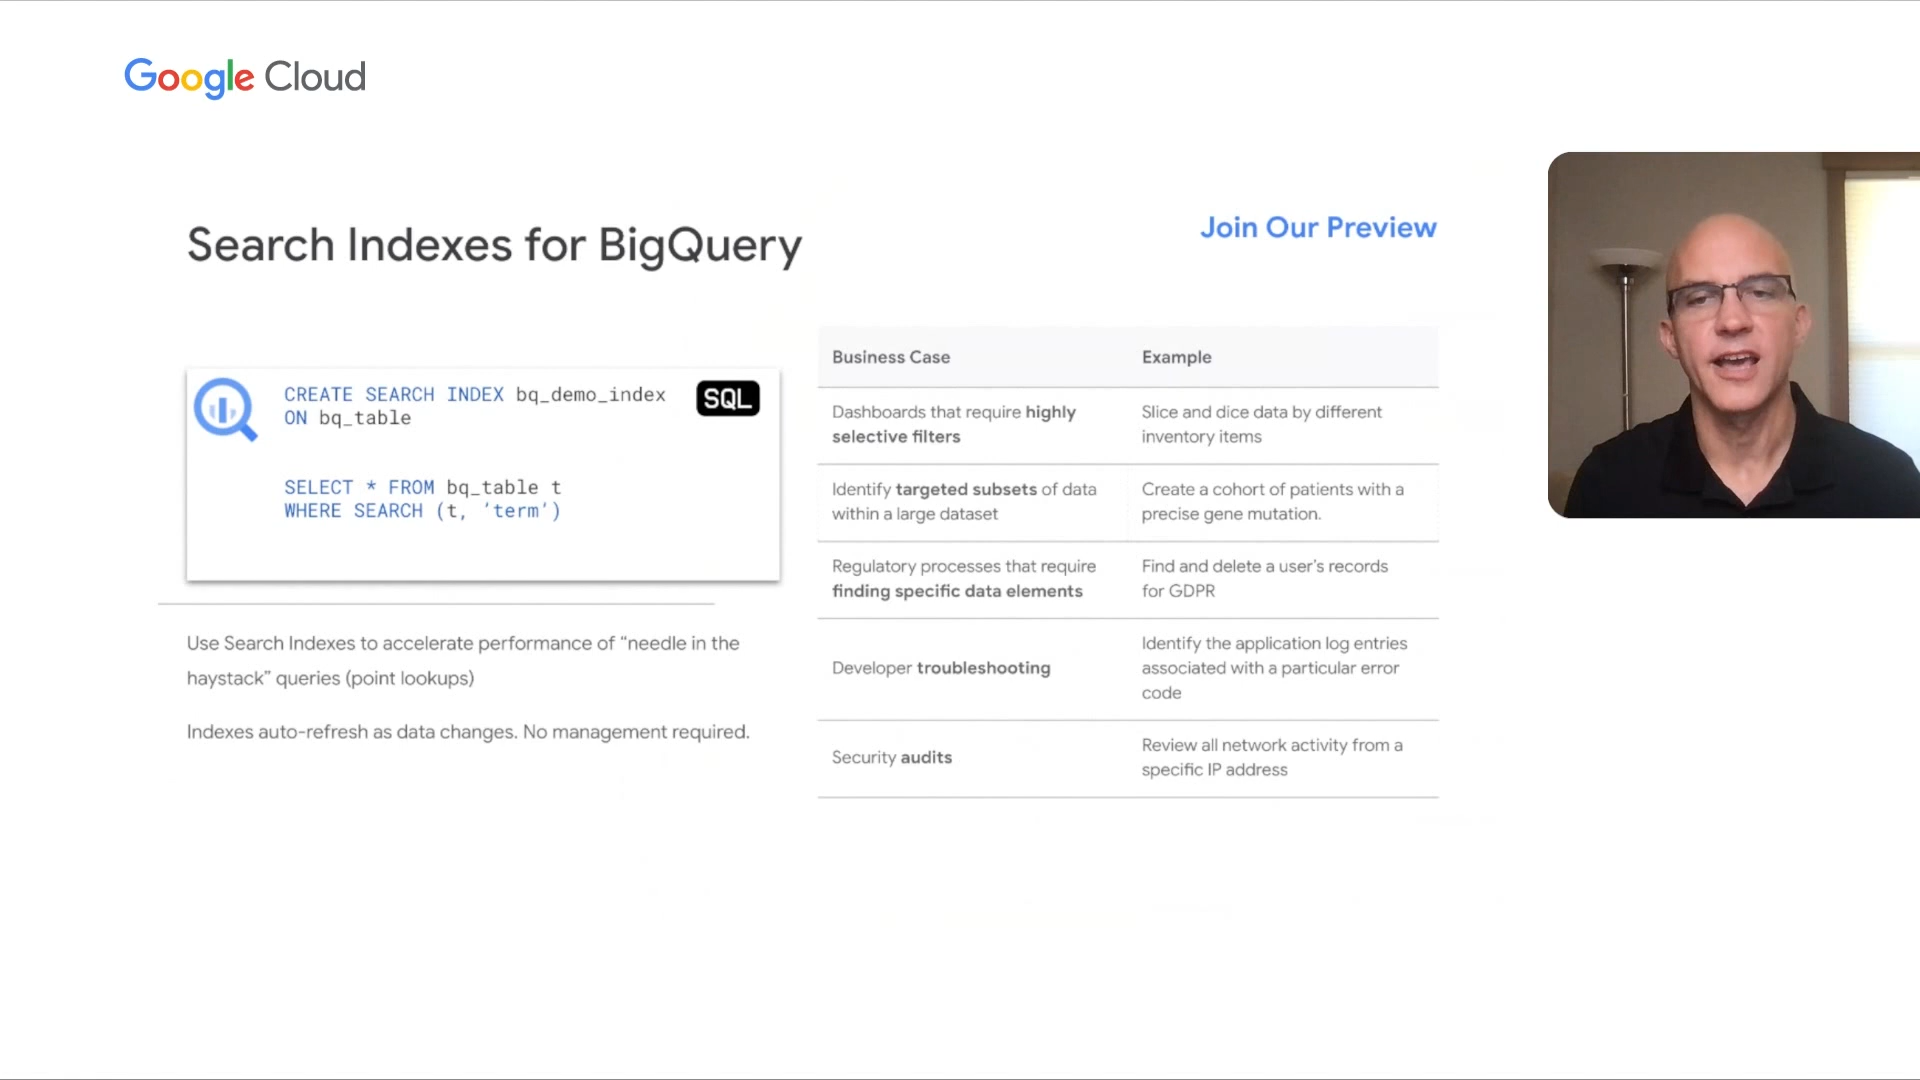 Google Cloud
Search Indexes for BigQuery
Join Our Preview
CREATE SEARCH INDEX bq_demo_index
ON bq_table
SQL
SELECT * FROM bq_table t
WHERE SEARCH (t, ‘term’)
Use Search Indexes to accelerate performance of “needle in the
haystack” queries (point lookups)
Indexes auto-refresh as data changes. No management required.
Business Case
Example
Dashboards that require highly
selective filters
Slice and dice data by different
inventory items
Identify targeted subsets of data
within a large dataset
Create a cohort of patients with a
precise gene mutation.
Regulatory processes that require
finding specific data elements
Find and delete a user’s records
for GDPR
Developer troubleshooting
Identify the application log entries
associated with a particular error
code
Security audits
Review all network activity from a
specific IP address